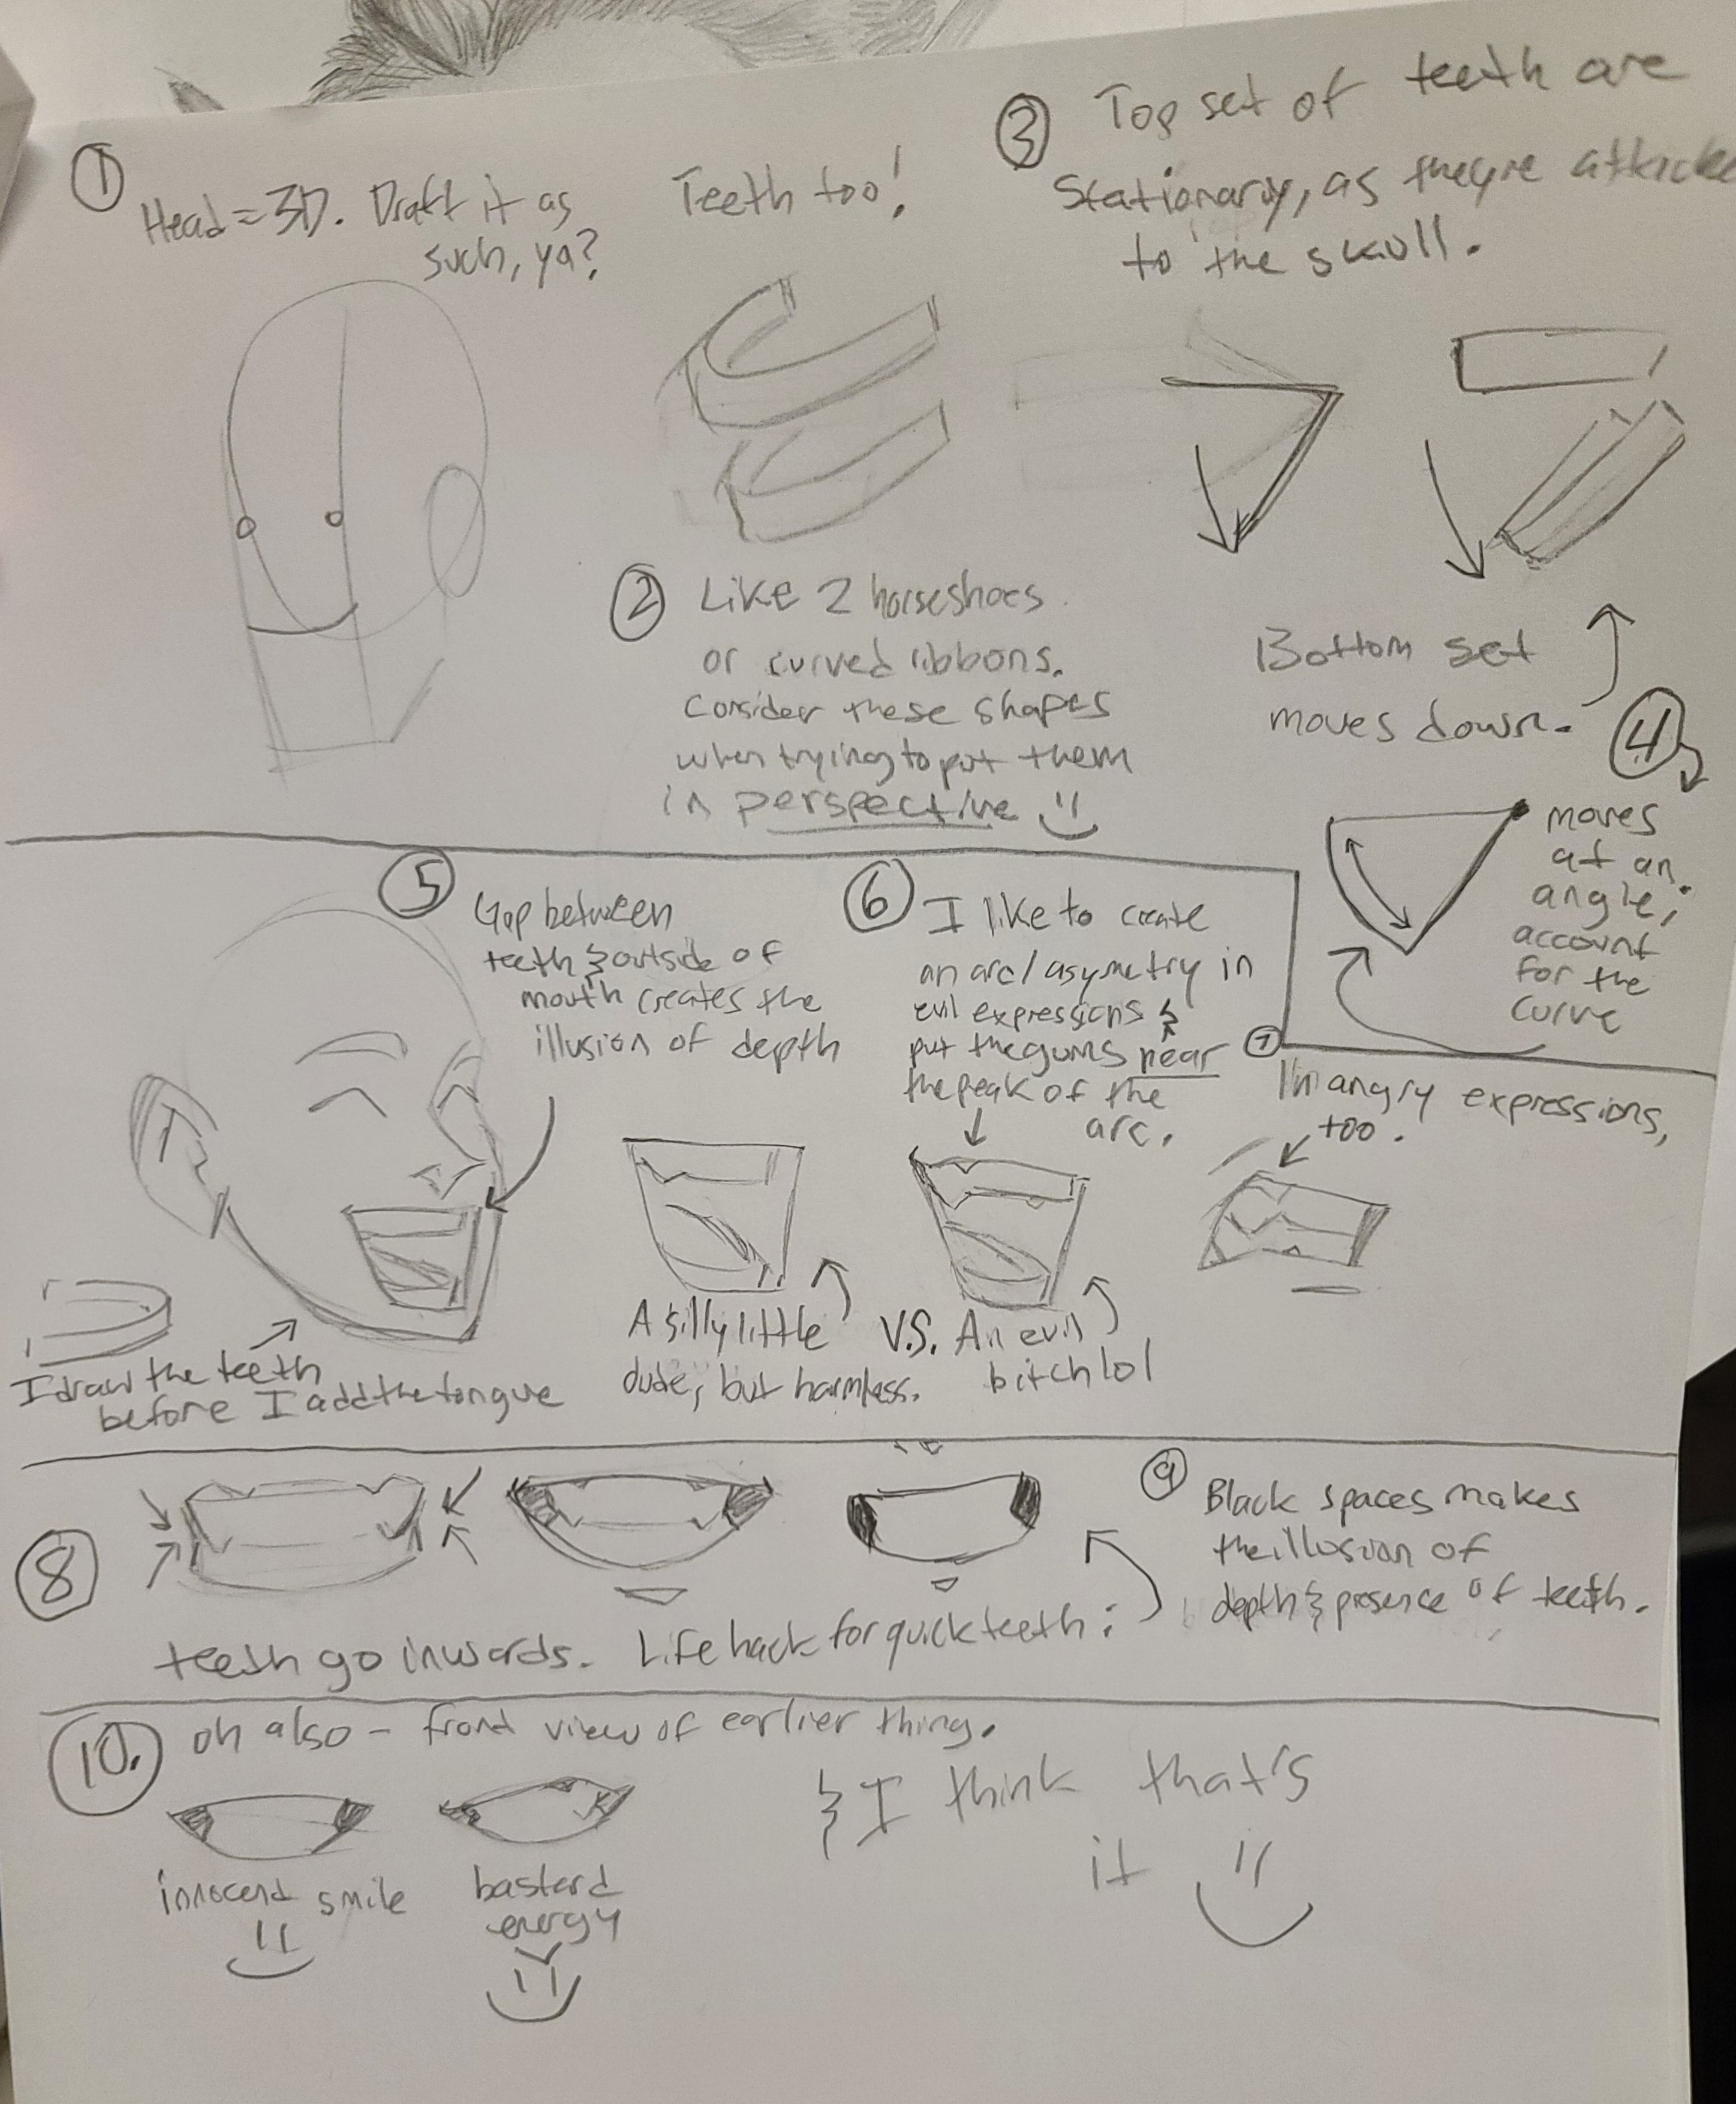 ① Head = 3D. Draft it as
such, ya?
Teeth too!
② Like 2 horseshoes
or curved ribbons.
Consider these shapes
when trying to put them
in perspective
③ Top set of teeth are
Stationary, as they're attache
to the skull.
Bottom set
moves down.
④
moves
at an
angle;
account
for the
curve
⑤ Gap between
teeth & outside of
mouth creates the
illusion of depth
I draw the teeth
before I add the tongue
⑥ I like to create
an arc/asymetry in
evil expressions &
put the gums near
the peak of the
arc.
A silly little
dude, but harmless.
V.S. An evil
bitch lol
⑦ In angry expressions,
too.
⑧
teeth go inwards. Life hack for quick teeth:
⑨ Black spaces makes
the illusion of
depth & presence of teeth.
10. oh also - front view of earlier thing.
innocent smile
bastard
energy
& I think that's
it